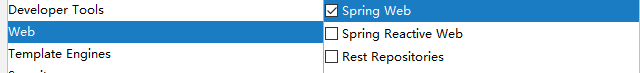 Developer Tools
Web
Template Engines
Spring Web
Spring Reactive Web
Rest Repositories